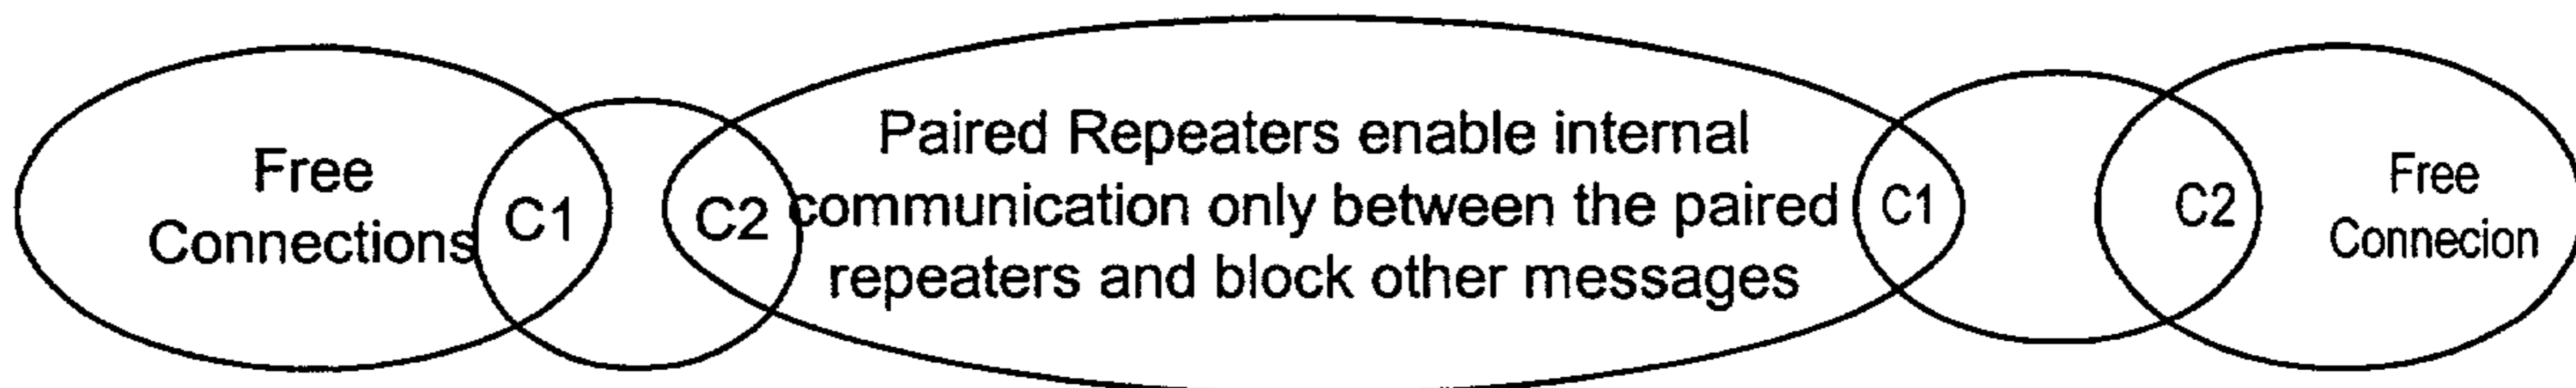 Free
Connections
C1
C2
Paired Repeaters enable internal
communication only between the paired
repeaters and block other messages
C1
C2
Free
Connecion